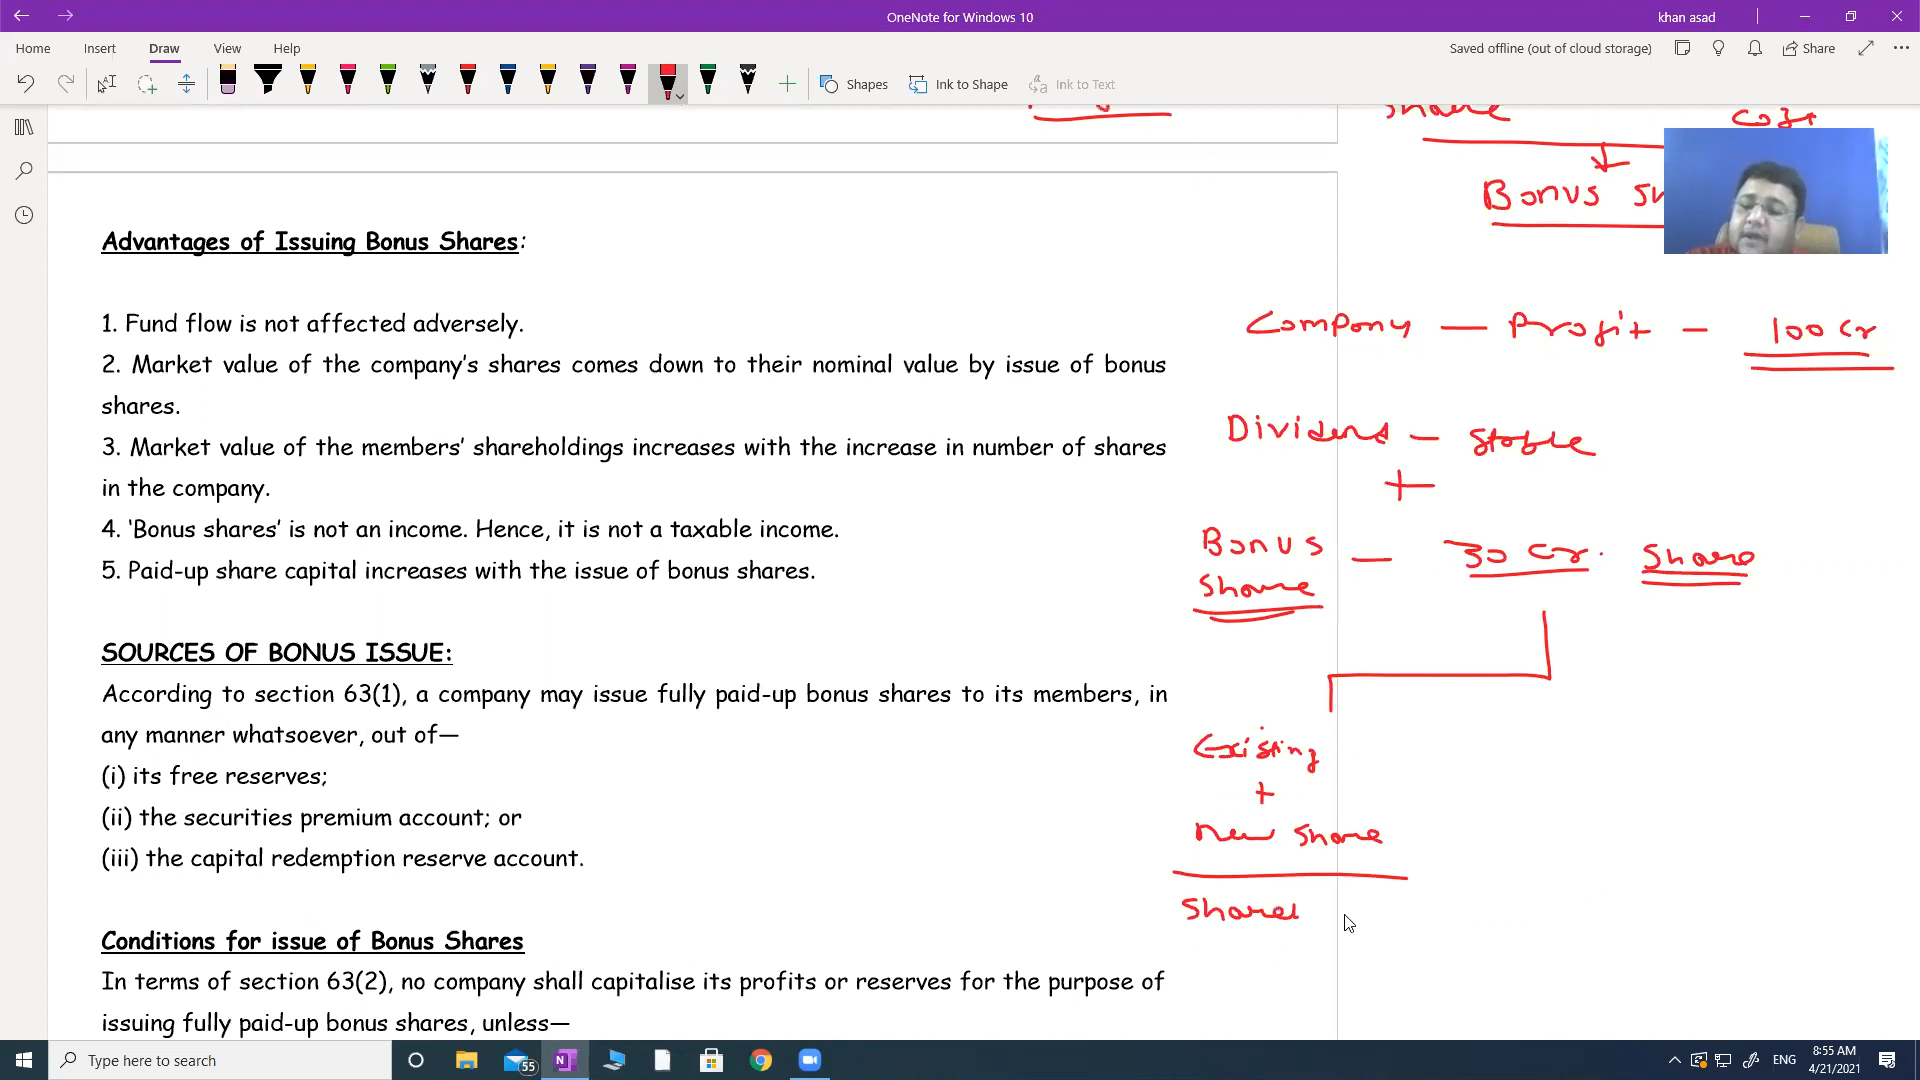 OneNote for Windows 10
khan asad
Home Insert Draw View Help
Saved offline (out of cloud storage)
Share
Shapes
Ink to Shape
Ink to Text
Share
Cost
Bonus Sh
Advantages of Issuing Bonus Shares:
1. Fund flow is not affected adversely.
2. Market value of the company's shares comes down to their nominal value by issue of bonus
shares.
3. Market value of the members' shareholdings increases with the increase in number of shares
in the company.
4. 'Bonus shares' is not an income. Hence, it is not a taxable income.
5. Paid-up share capital increases with the issue of bonus shares.
SOURCES OF BONUS ISSUE:
According to section 63(1), a company may issue fully paid-up bonus shares to its members, in
any manner whatsoever, out of—
(i) its free reserves;
(ii) the securities premium account; or
(iii) the capital redemption reserve account.
Conditions for issue of Bonus Shares
In terms of section 63(2), no company shall capitalise its profits or reserves for the purpose of
issuing fully paid-up bonus shares, unless—
Company — Profit — 100 Cr
Dividend — Stable
+
Bonus Share — 30 Cr. Share
Existing
+
New Share
Share
Type here to search
55
ENG
8:55 AM
4/21/2021